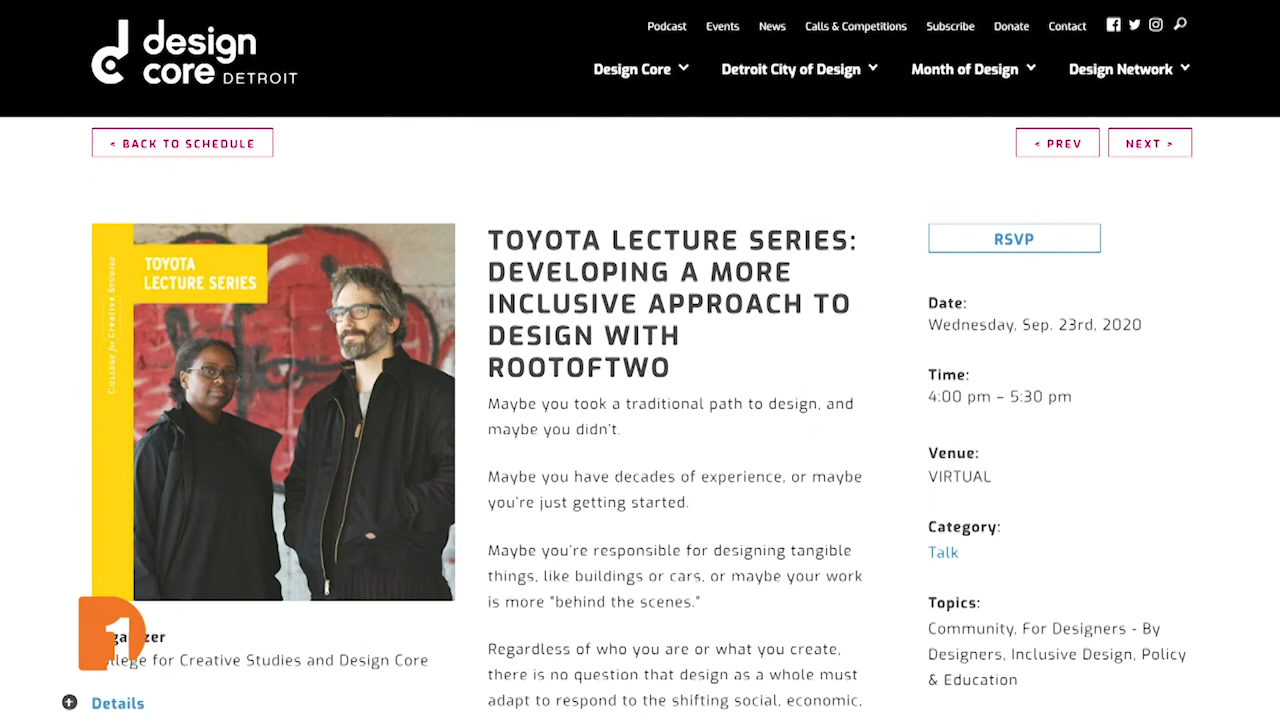 design
core DETROIT
Podcast Events News Calls & Competitions Subscribe Donate Contact
Design Core Detroit City of Design Month of Design Design Network
< BACK TO SCHEDULE
< PREV NEXT >
TOYOTA
LECTURE SERIES
COLLEGE for CREATIVE STUDIES
TOYOTA LECTURE SERIES:
DEVELOPING A MORE
INCLUSIVE APPROACH TO
DESIGN WITH
ROOTOFTWO
Maybe you took a traditional path to design, and
maybe you didn't.
Maybe you have decades of experience, or maybe
you're just getting started.
Maybe you're responsible for designing tangible
things, like buildings or cars, or maybe your work
is more "behind the scenes."
Regardless of who you are or what you create,
there is no question that design as a whole must
adapt to respond to the shifting social, economic,
RSVP
Date:
Wednesday, Sep. 23rd, 2020
Time:
4:00 pm – 5:30 pm
Venue:
VIRTUAL
Category:
Talk
Topics:
Community, For Designers - By
Designers, Inclusive Design, Policy
& Education
1
for Creative Studies and Design Core
Details